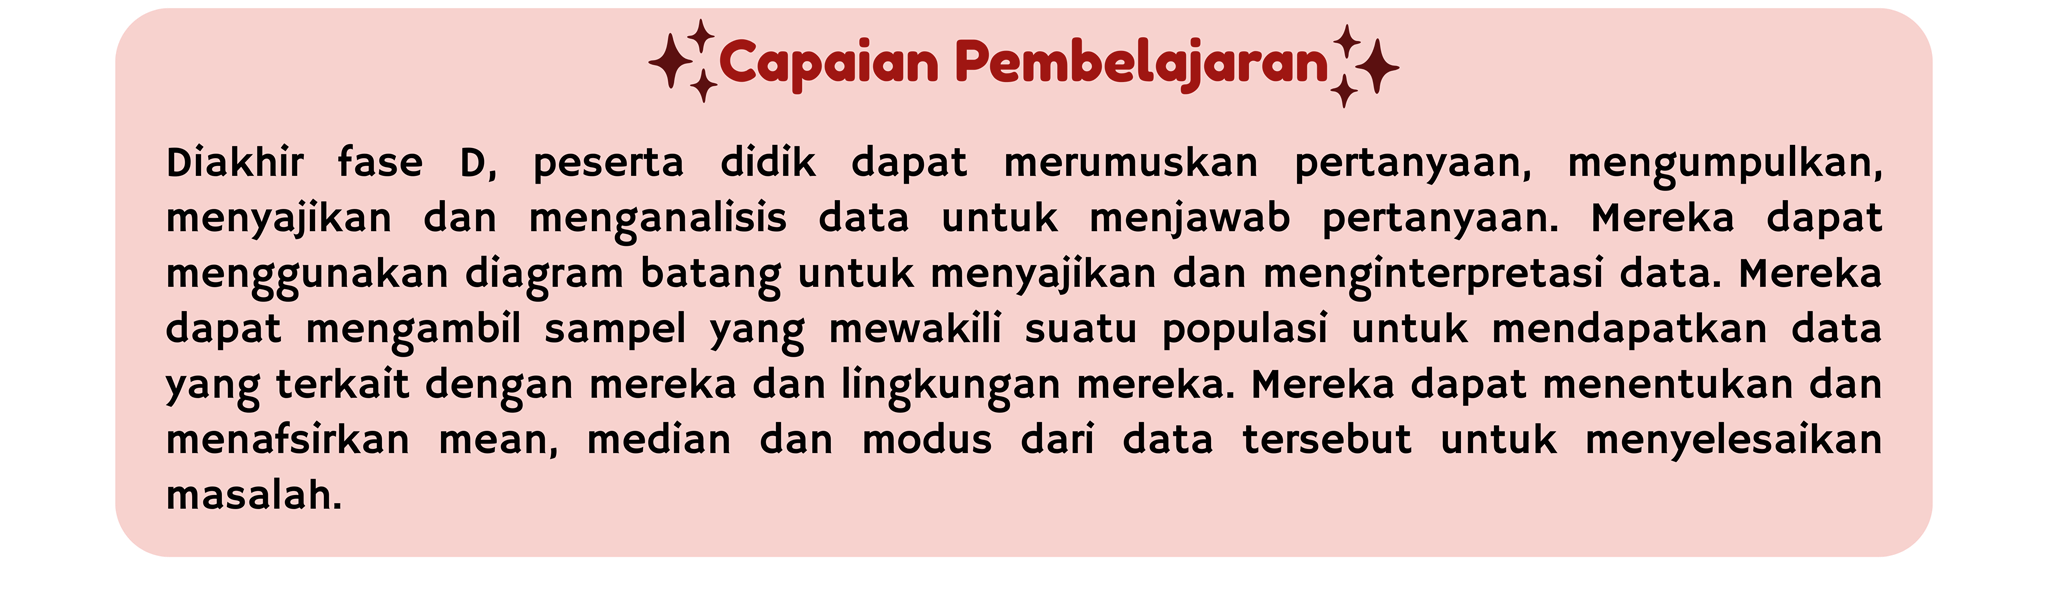 Capaian Pembelajaran
Diakhir fase D, peserta didik dapat merumuskan pertanyaan, mengumpulkan,
menyajikan dan menganalisis data untuk menjawab pertanyaan. Mereka dapat
menggunakan diagram batang untuk menyajikan dan menginterpretasi data. Mereka
dapat mengambil sampel yang mewakili suatu populasi untuk mendapatkan data
yang terkait dengan mereka dan lingkungan mereka. Mereka dapat menentukan dan
menafsirkan mean, median dan modus dari data tersebut untuk menyelesaikan
masalah.